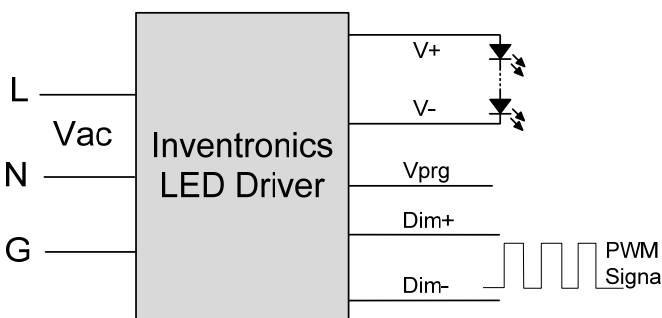 L
Vac
N
G
Inventronics
LED Driver
V+
V-
Vprg
Dim+
Dim-
PWM
Signa